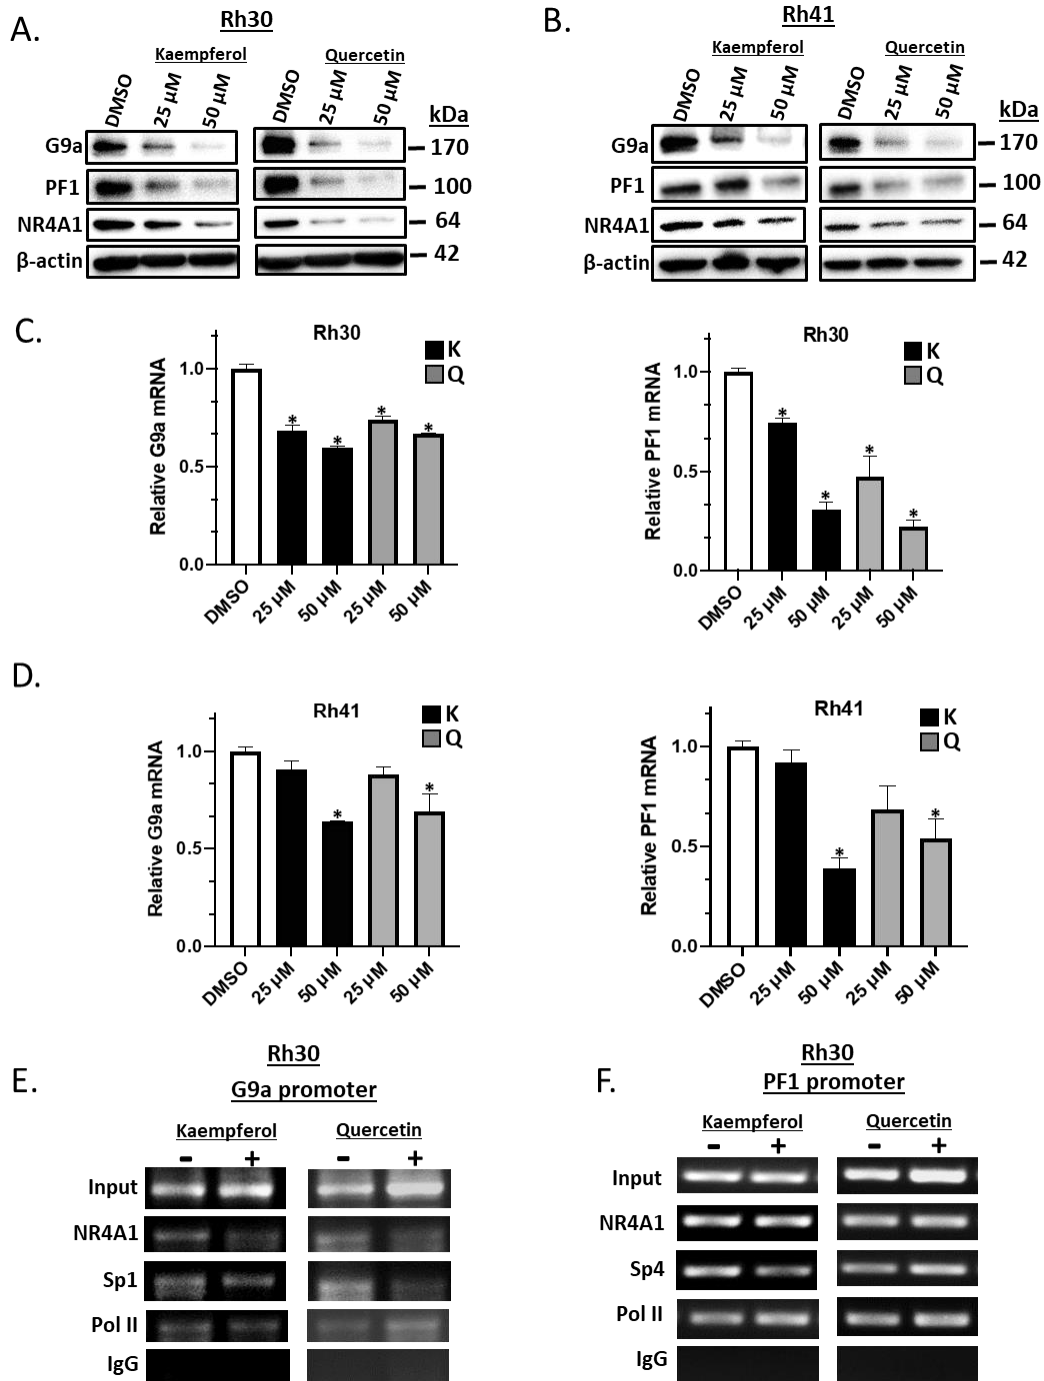 A.
Rh30
Kaempferol Quercetin
DMSO 25 µM 50 µM DMSO 25 µM 50 µM kDa
G9a 170
PF1 100
NR4A1 64
β-actin 42
B.
Rh41
Kaempferol Quercetin
DMSO 25 µM 50 µM DMSO 25 µM 50 µM kDa
G9a 170
PF1 100
NR4A1 64
β-actin 42
C.
Rh30
K
Q
Relative G9a mRNA
1.0
0.5
0.0
* * * *
DMSO 25 µM 50 µM 25 µM 50 µM
Rh30
K
Q
Relative PF1 mRNA
1.0
0.5
0.0
* * * *
DMSO 25 µM 50 µM 25 µM 50 µM
D.
Rh41
K
Q
Relative G9a mRNA
1.0
0.5
0.0
* *
DMSO 25 µM 50 µM 25 µM 50 µM
Rh41
K
Q
Relative PF1 mRNA
1.0
0.5
0.0
* *
DMSO 25 µM 50 µM 25 µM 50 µM
E.
Rh30
G9a promoter
Kaempferol Quercetin
- + - +
Input
NR4A1
Sp1
Pol II
IgG
F.
Rh30
PF1 promoter
Kaempferol Quercetin
- + - +
Input
NR4A1
Sp4
Pol II
IgG